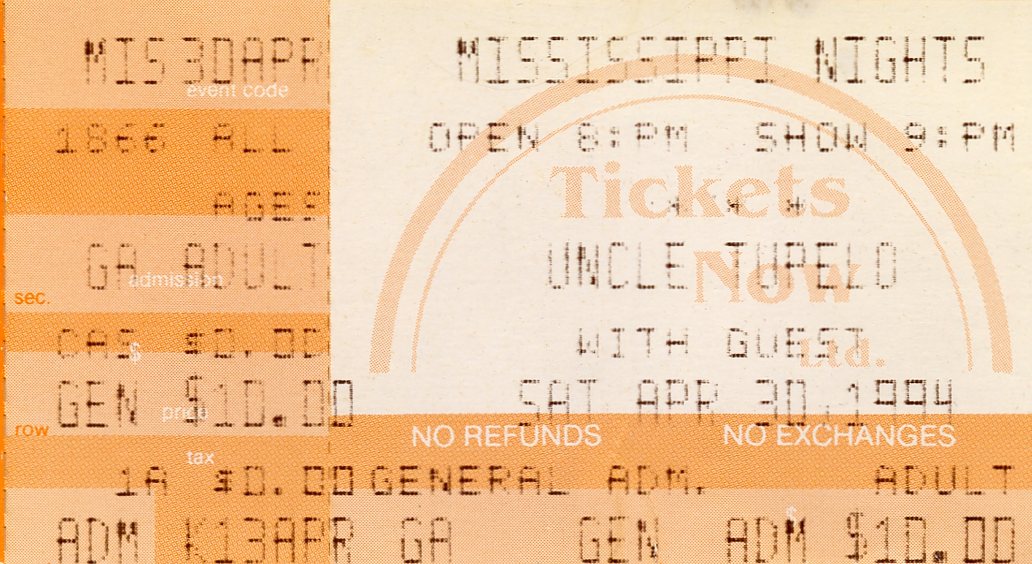 MIS30APR
event code
1866 ALL
AGES
GA ADULT
admission
sec.
CAS $ $0.00
GEN $10.00
price
row
tax
1A $0.00
ADM K13APR
MISSISSIPPI NIGHTS
OPEN 8:PM SHOW 9:PM
Tickets
* * *
UNCLE TUPELO
Now
WITH GUEST
Ltd.
SAT APR 30,1994
NO REFUNDS NO EXCHANGES
GENERAL ADM. ADULT
$
GA GEN ADM $10.00